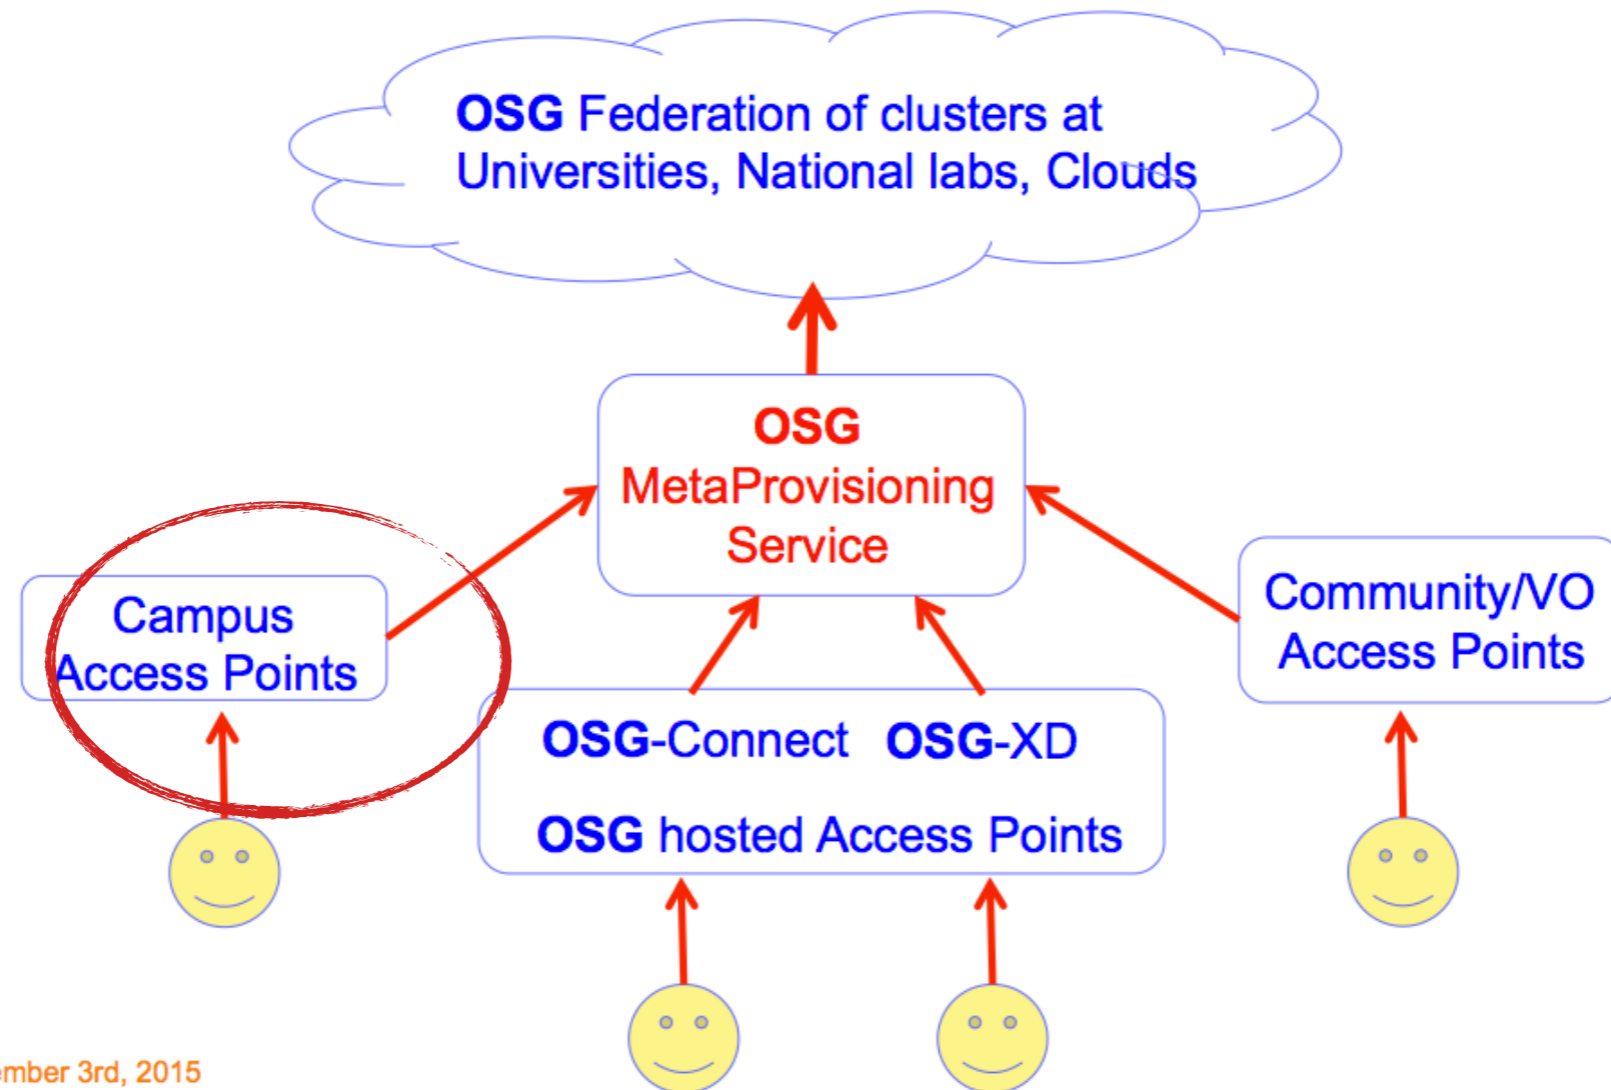 OSG Federation of clusters at
Universities, National labs, Clouds
OSG
MetaProvisioning
Service
Campus
Access Points
Community/VO
Access Points
OSG-Connect OSG-XD
OSG hosted Access Points
3rd, 2015